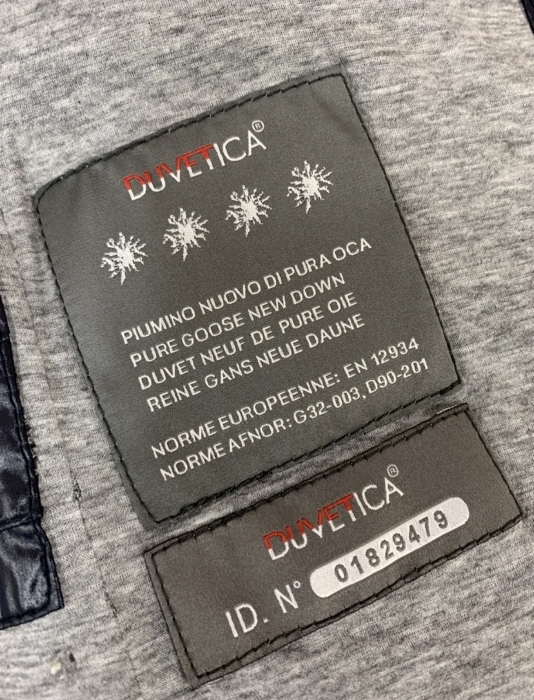 DUVETICA®
PIUMINO NUOVO DI PURA OCA
PURE GOOSE NEW DOWN
DUVET NEUF DE PURE OIE
REINE GANS NEUE DAUNE
NORME EUROPEENNE: EN 12934
NORME AFNOR: G32-003, D90-201
DUVETICA®
ID. N° 01829479